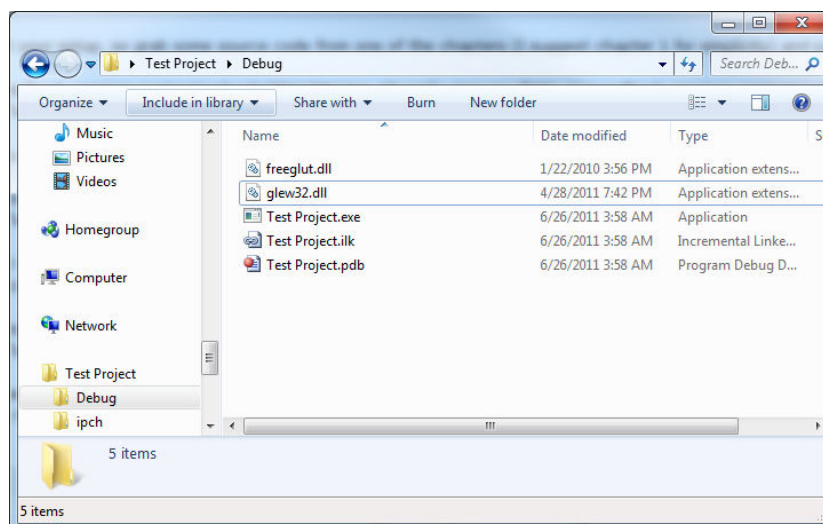 Test Project Debug
Search Deb...
Organize Include in library Share with Burn New folder
Music
Pictures
Videos
Homegroup
Computer
Network
Test Project
Debug
ipch
Name Date modified Type S
freeglut.dll 1/22/2010 3:56 PM Application extens...
glew32.dll 4/28/2011 7:42 PM Application extens...
Test Project.exe 6/26/2011 3:58 AM Application
Test Project.ilk 6/26/2011 3:58 AM Incremental Linke...
Test Project.pdb 6/26/2011 3:58 AM Program Debug D...
5 items
5 items